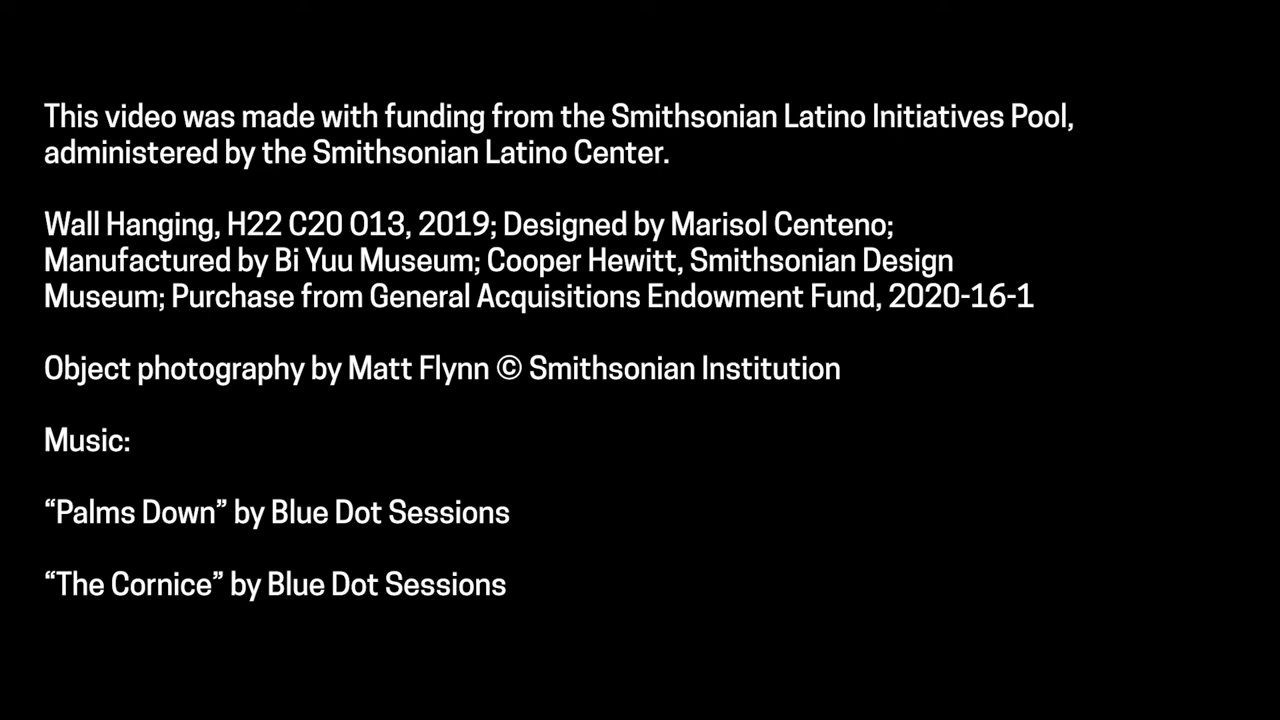 This video was made with funding from the Smithsonian Latino Initiatives Pool,
administered by the Smithsonian Latino Center.
Wall Hanging, H22 C20 O13, 2019; Designed by Marisol Centeno;
Manufactured by Bi Yuu Museum; Cooper Hewitt, Smithsonian Design
Museum; Purchase from General Acquisitions Endowment Fund, 2020-16-1
Object photography by Matt Flynn © Smithsonian Institution
Music:
“Palms Down” by Blue Dot Sessions
“The Cornice” by Blue Dot Sessions